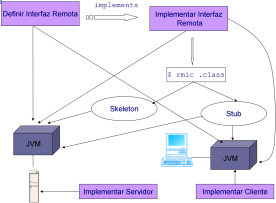 implements
Definir Interfaz Remota
Implementar Interfaz
Remota
$ rmic .class
Skeleton
Stub
JVM
JVM
Implementar Servidor
Implementar Cliente